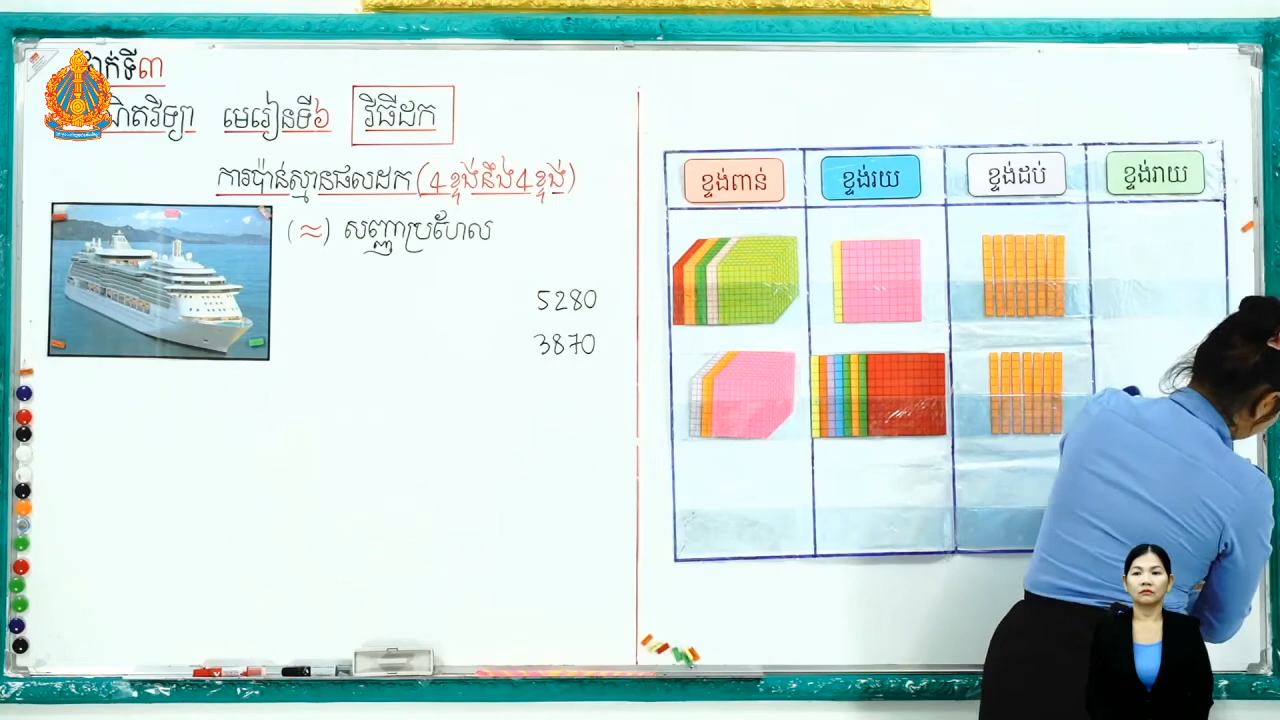 ថ្នាក់ទី៣
គណិតវិទ្យា មេរៀនទី៦ វិធីដក
ការប៉ាន់ស្មានផលដក (4ខ្ទង់នឹង4ខ្ទង់)
(≈) សញ្ញាប្រហែល
5280
3870
ខ្ទង់ពាន់ ខ្ទង់រយ ខ្ទង់ដប់ ខ្ទង់រាយ